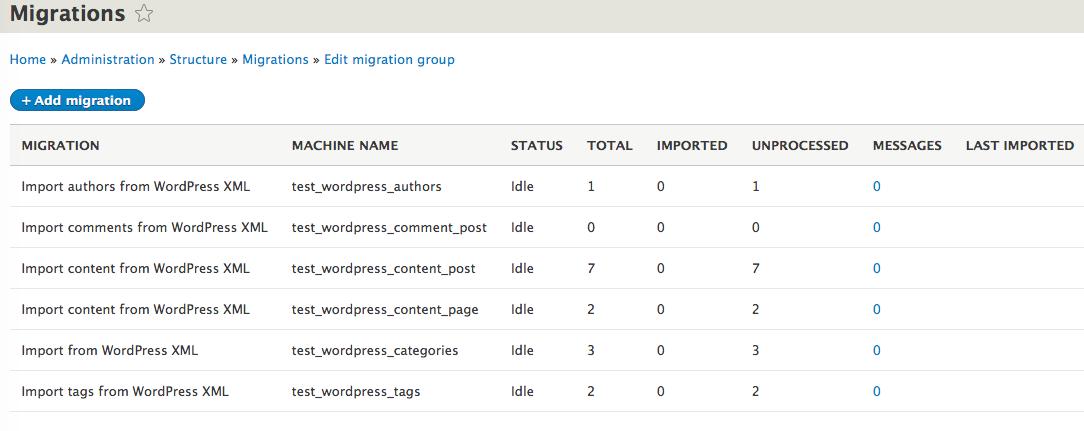 Migrations
Home » Administration » Structure » Migrations » Edit migration group
+ Add migration
MIGRATION MACHINE NAME STATUS TOTAL IMPORTED UNPROCESSED MESSAGES LAST IMPORTED
Import authors from WordPress XML test_wordpress_authors Idle 1 0 1 0
Import comments from WordPress XML test_wordpress_comment_post Idle 0 0 0 0
Import content from WordPress XML test_wordpress_content_post Idle 7 0 7 0
Import content from WordPress XML test_wordpress_content_page Idle 2 0 2 0
Import from WordPress XML test_wordpress_categories Idle 3 0 3 0
Import tags from WordPress XML test_wordpress_tags Idle 2 0 2 0